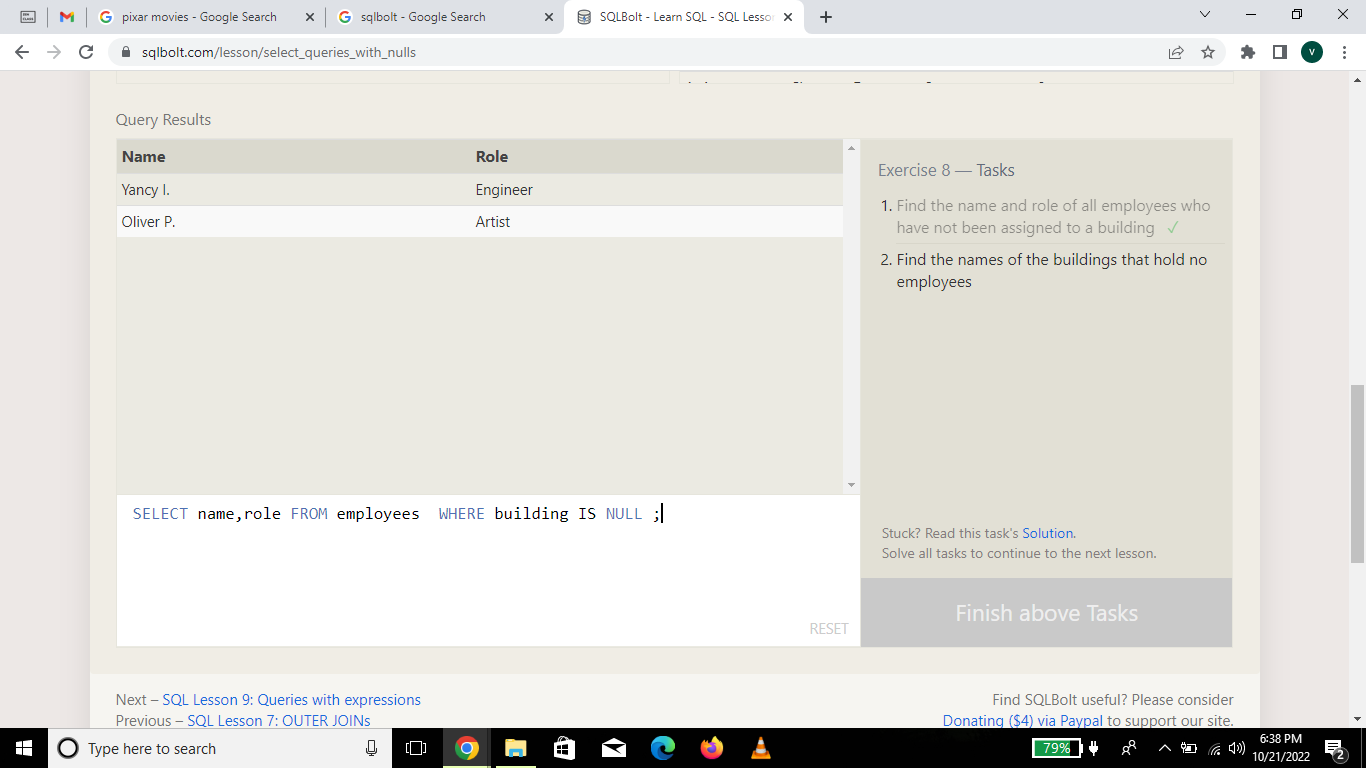 pixar movies - Google Search
sqlbolt - Google Search
SQLBolt - Learn SQL - SQL Lesso
sqlbolt.com/lesson/select_queries_with_nulls
V
Query Results
Name Role
Yancy I. Engineer
Oliver P. Artist
Exercise 8 — Tasks
1. Find the name and role of all employees who
have not been assigned to a building ✓
2. Find the names of the buildings that hold no
employees
Stuck? Read this task's Solution.
Solve all tasks to continue to the next lesson.
Finish above Tasks
SELECT name,role FROM employees  WHERE building IS NULL ;
RESET
Next – SQL Lesson 9: Queries with expressions
Previous – SQL Lesson 7: OUTER JOINs
Find SQLBolt useful? Please consider
Donating ($4) via Paypal to support our site.
Type here to search
79%
6:38 PM
10/21/2022
2